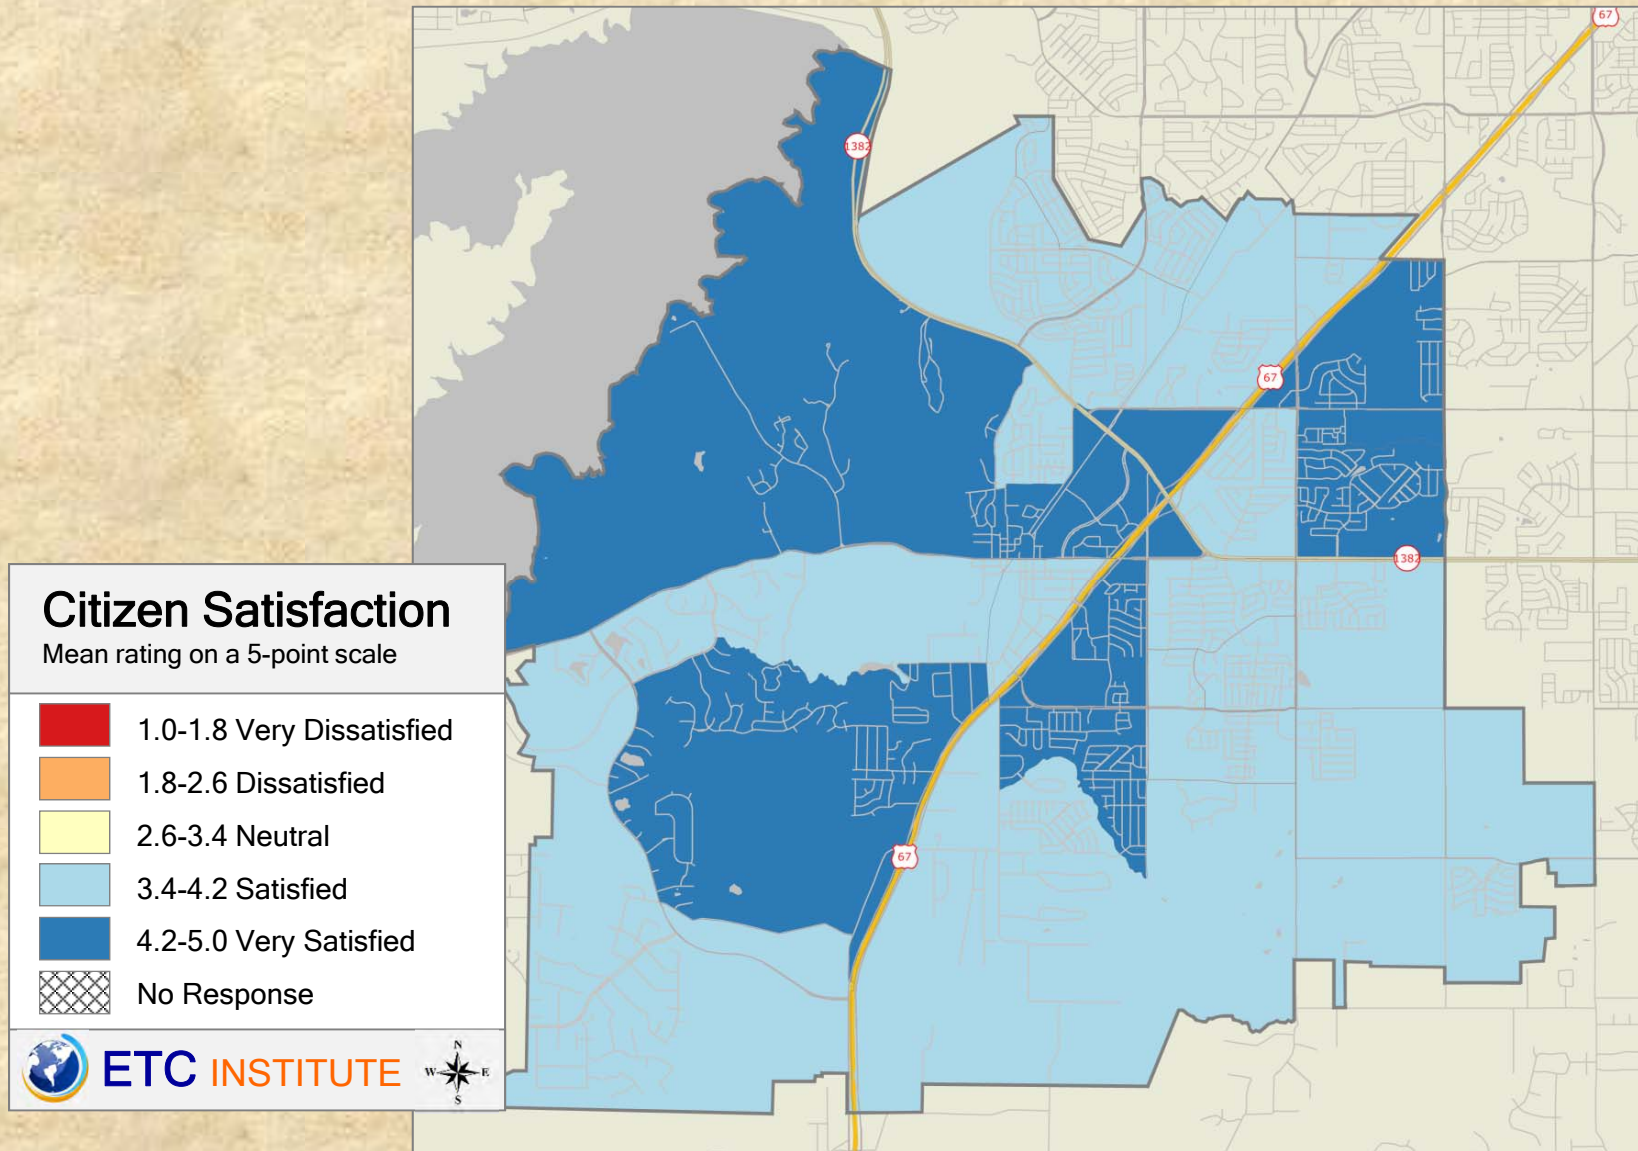 67
1382
67
1382
67
Citizen Satisfaction
Mean rating on a 5-point scale
1.0-1.8 Very Dissatisfied
1.8-2.6 Dissatisfied
2.6-3.4 Neutral
3.4-4.2 Satisfied
4.2-5.0 Very Satisfied
No Response
ETC INSTITUTE
N
W E
S